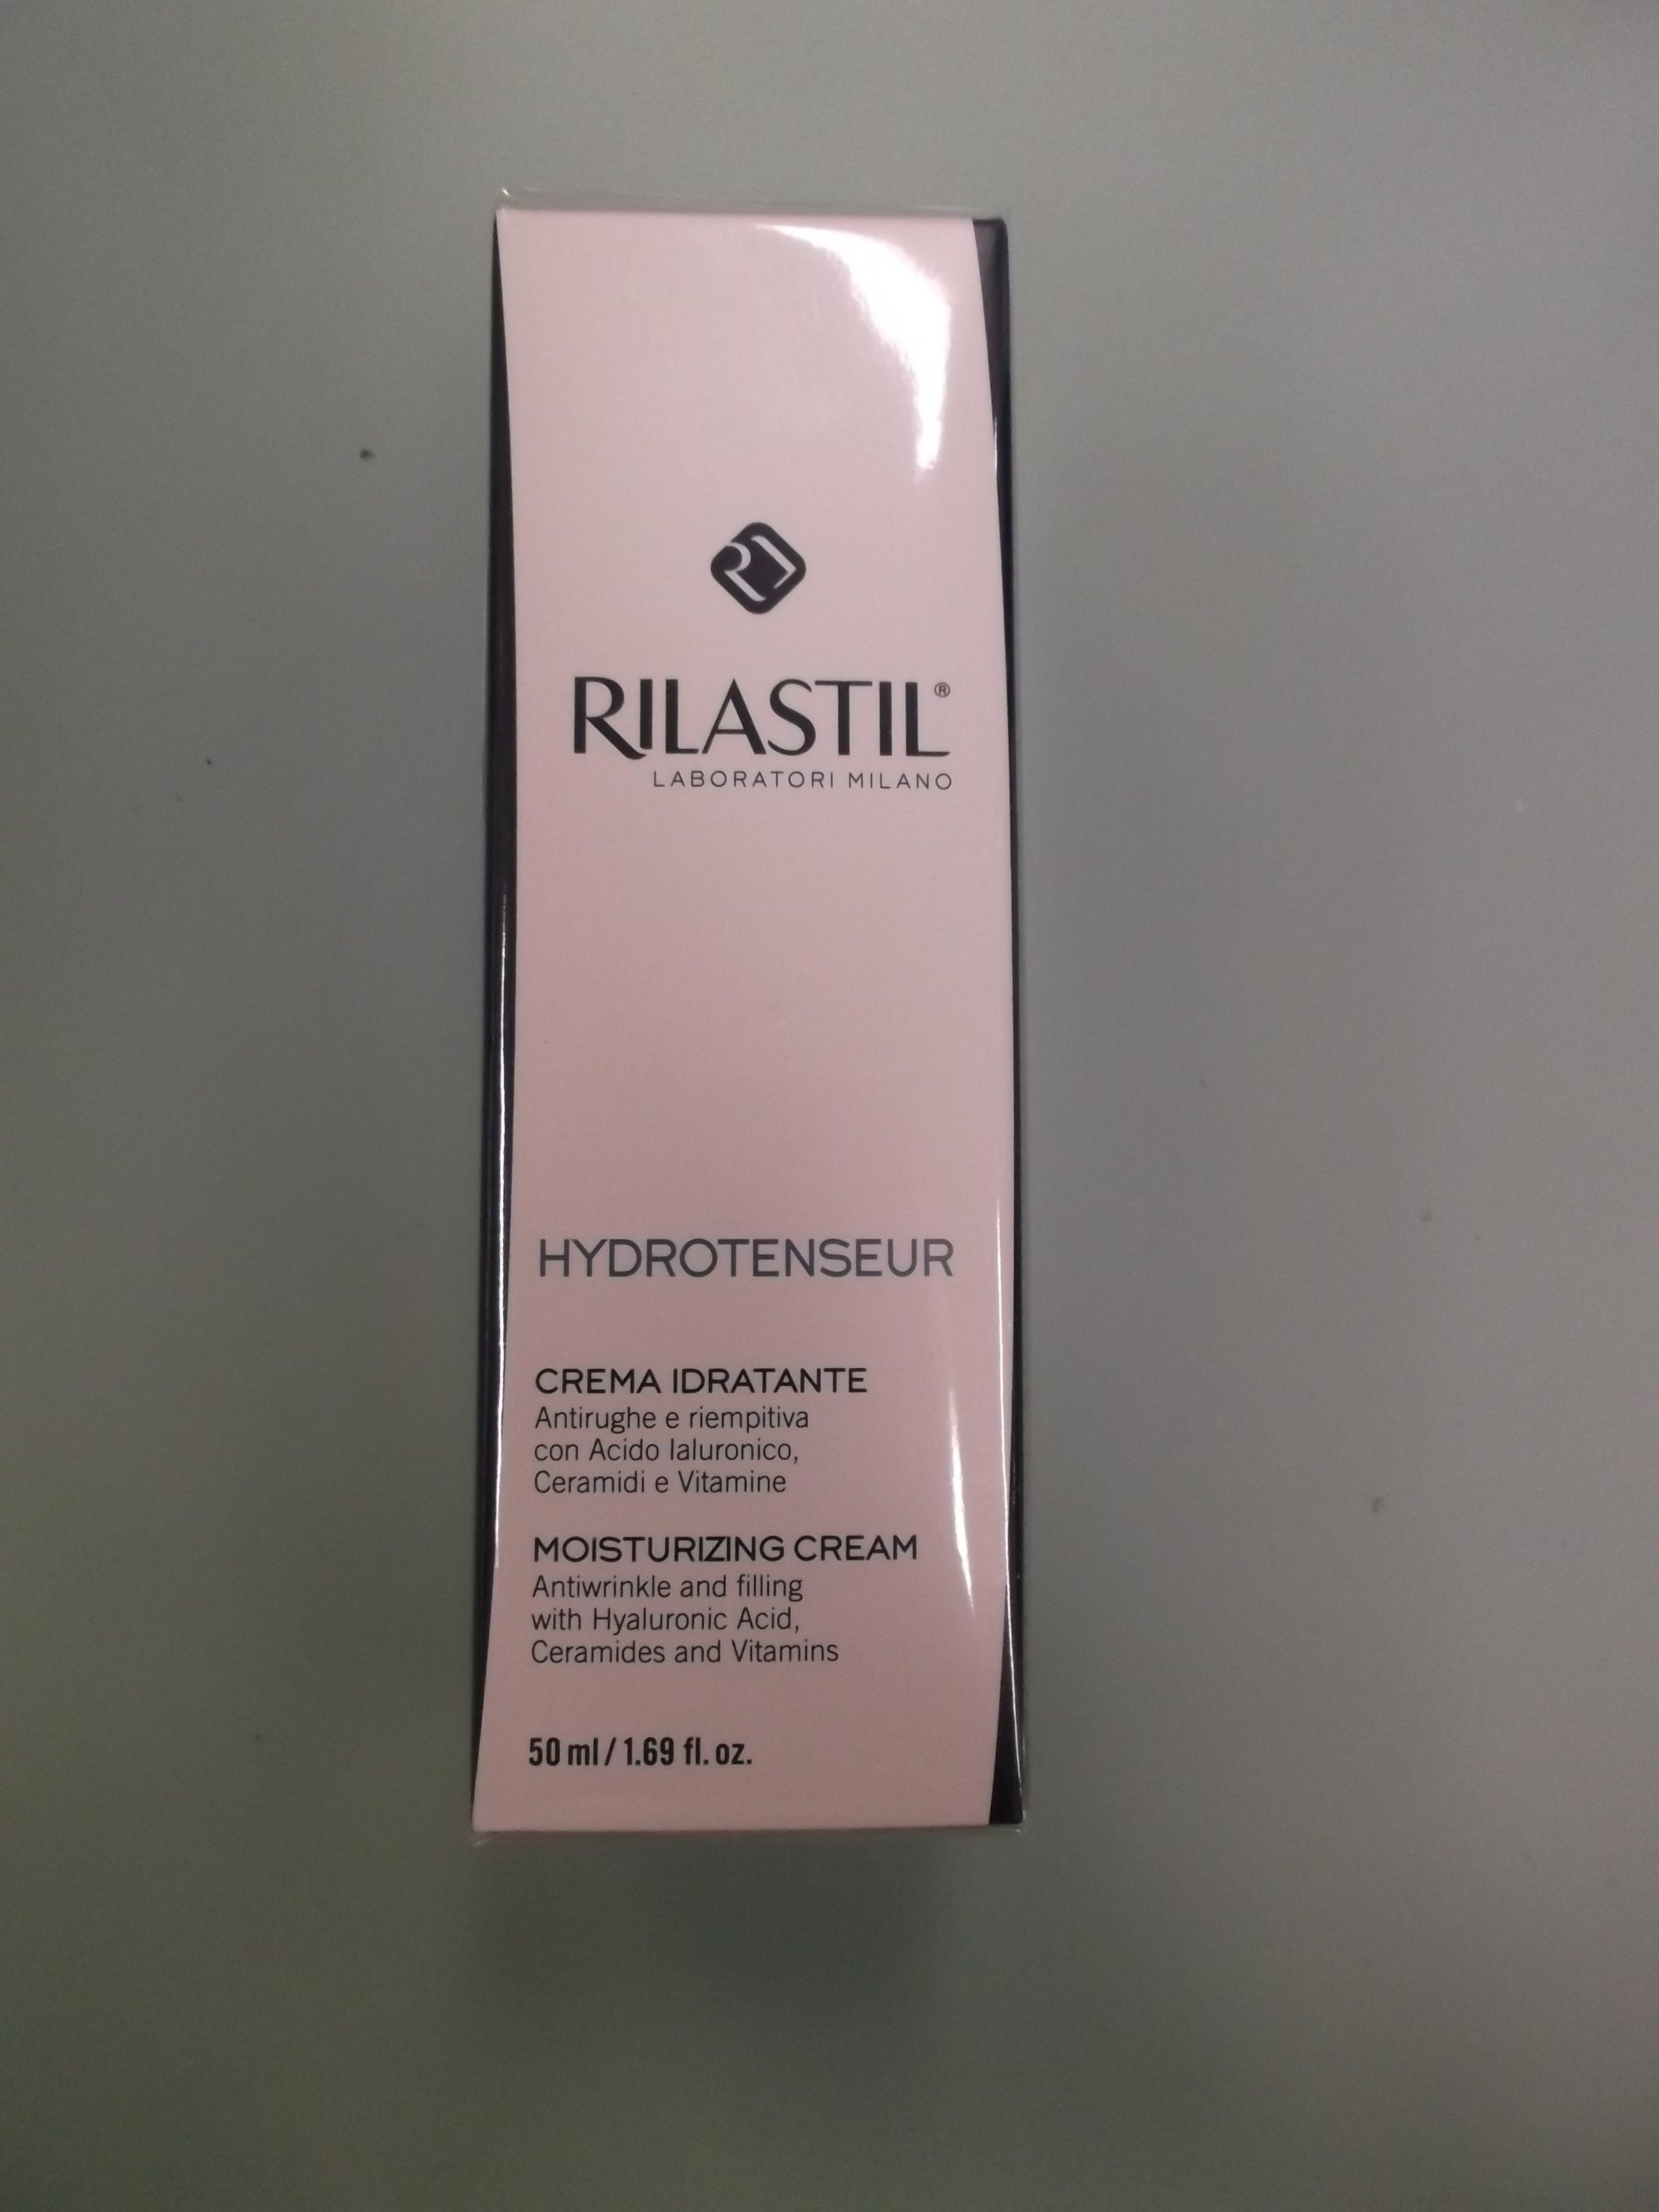 RILASTIL®
LABORATORI MILANO
HYDROTENSEUR
CREMA IDRATANTE
Antirughe e riempitiva
con Acido Ialuronico,
Ceramidi e Vitamine
MOISTURIZING CREAM
Antiwrinkle and filling
with Hyaluronic Acid,
Ceramides and Vitamins
50 ml / 1.69 fl. oz.